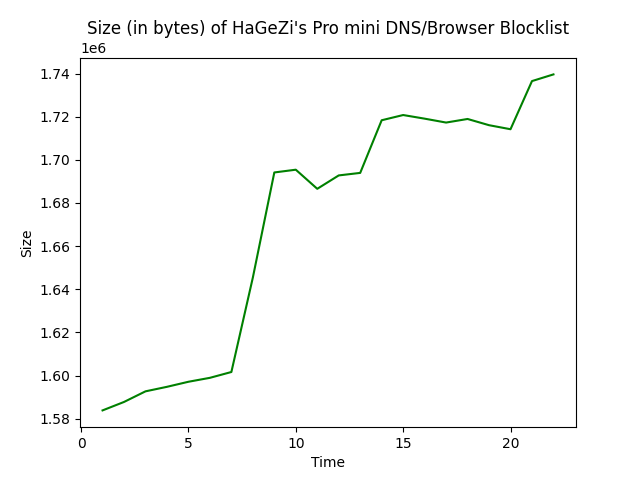 Size (in bytes) of HaGeZi's Pro mini DNS/Browser Blocklist
1e6
1.74
1.72
1.70
1.68
1.66
1.64
1.62
1.60
1.58
Size
0 5 10 15 20
Time